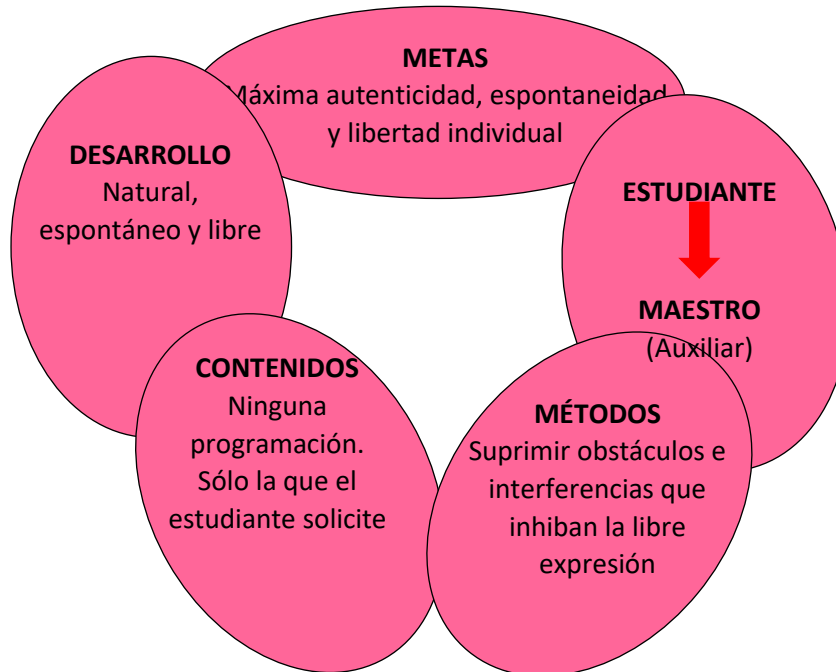 METAS
Máxima autenticidad, espontaneidad
y libertad individual
DESARROLLO
Natural,
espontáneo y libre
ESTUDIANTE
MAESTRO
(Auxiliar)
CONTENIDOS
Ninguna
programación.
Sólo la que el
estudiante solicite
MÉTODOS
Suprimir obstáculos e
interferencias que
inhiban la libre
expresión